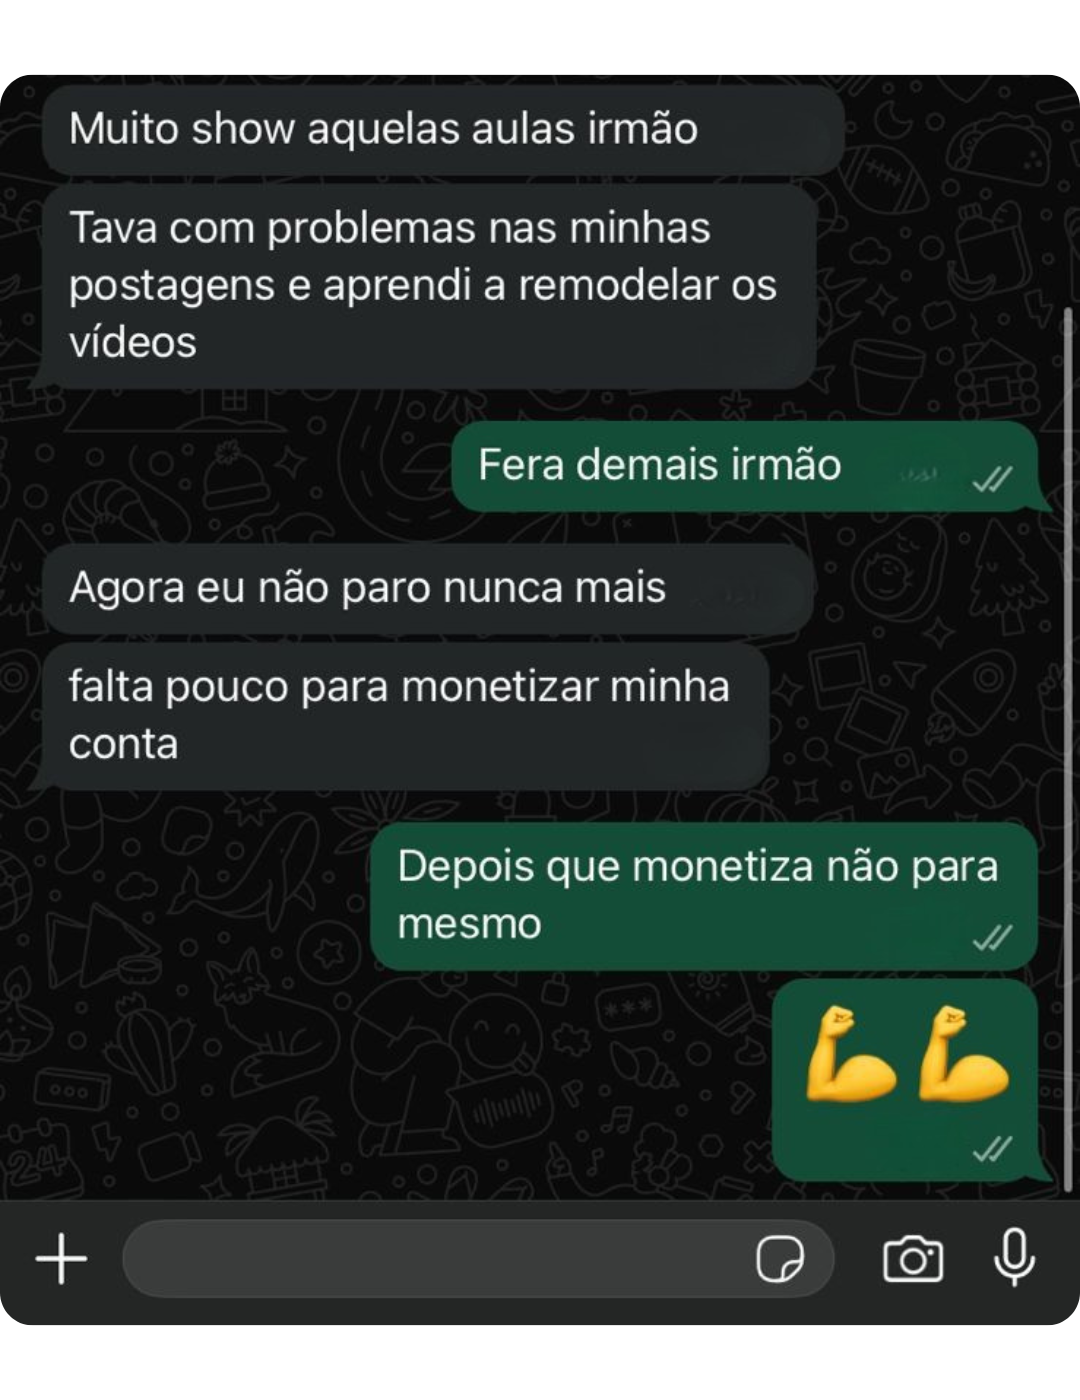 Muito show aquelas aulas irmão
Tava com problemas nas minhas
postagens e aprendi a remodelar os
vídeos
Fera demais irmão
Agora eu não paro nunca mais
falta pouco para monetizar minha
conta
Depois que monetiza não para
mesmo
💪💪